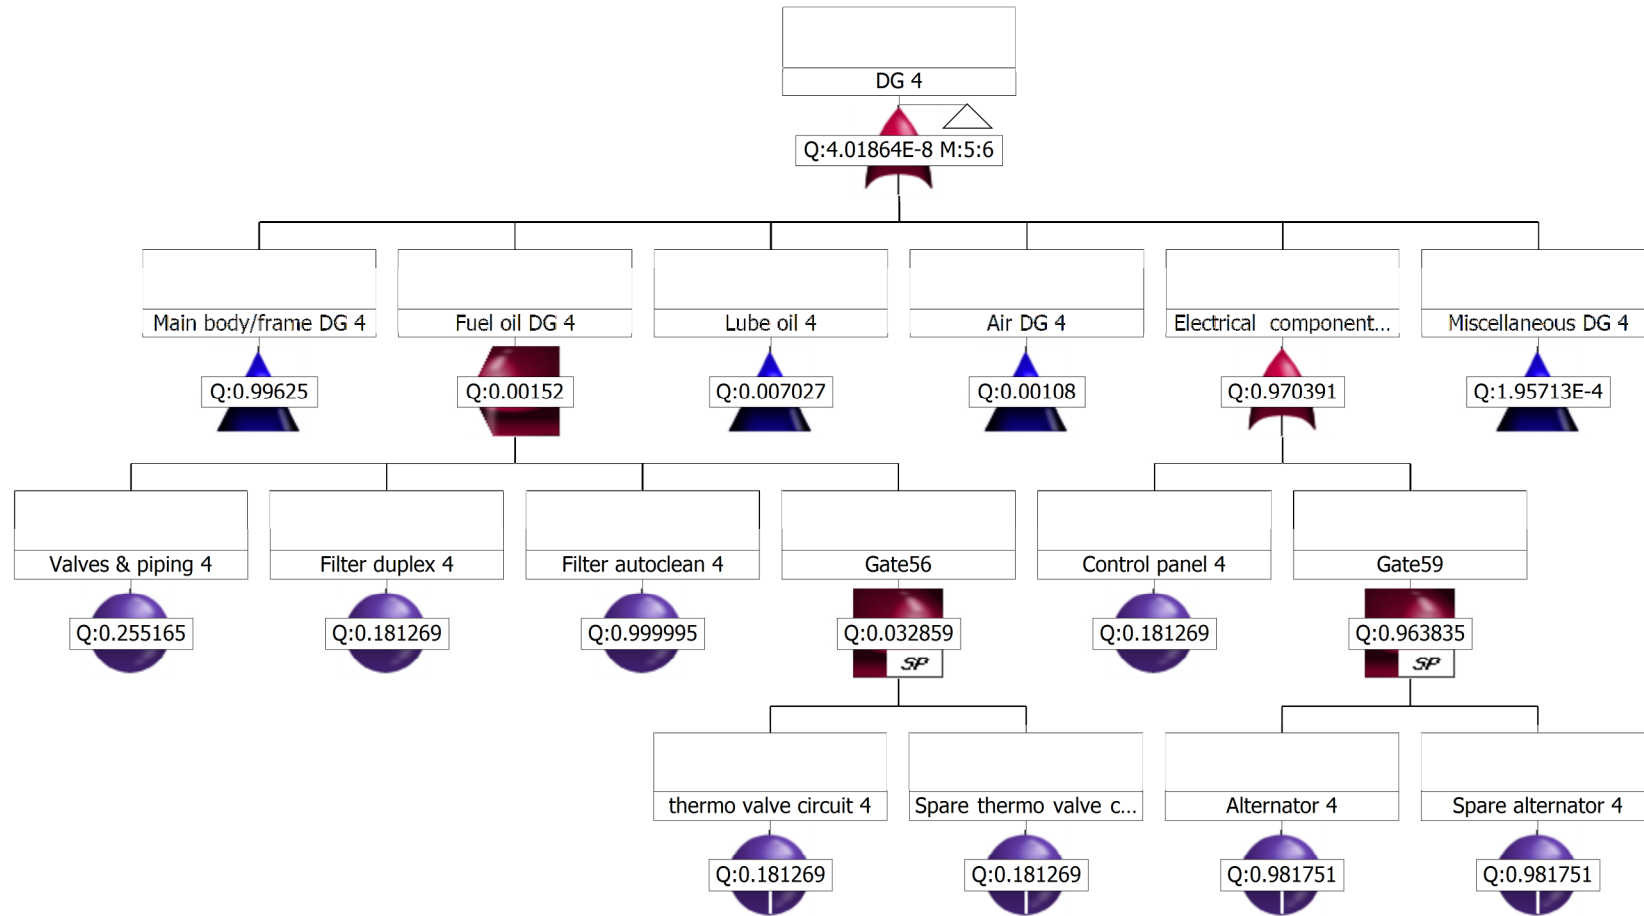 DG 4
Q:4.01864E-8 M:5:6
Main body/frame DG 4
Fuel oil DG 4
Lube oil 4
Air DG 4
Electrical component...
Miscellaneous DG 4
Q:0.99625
Q:0.00152
Q:0.007027
Q:0.00108
Q:0.970391
Q:1.95713E-4
Valves & piping 4
Filter duplex 4
Filter autoclean 4
Gate56
Control panel 4
Gate59
Q:0.255165
Q:0.181269
Q:0.999995
Q:0.032859
Q:0.181269
Q:0.963835
SP
SP
thermo valve circuit 4
Spare thermo valve c...
Alternator 4
Spare alternator 4
Q:0.181269
Q:0.181269
Q:0.981751
Q:0.981751